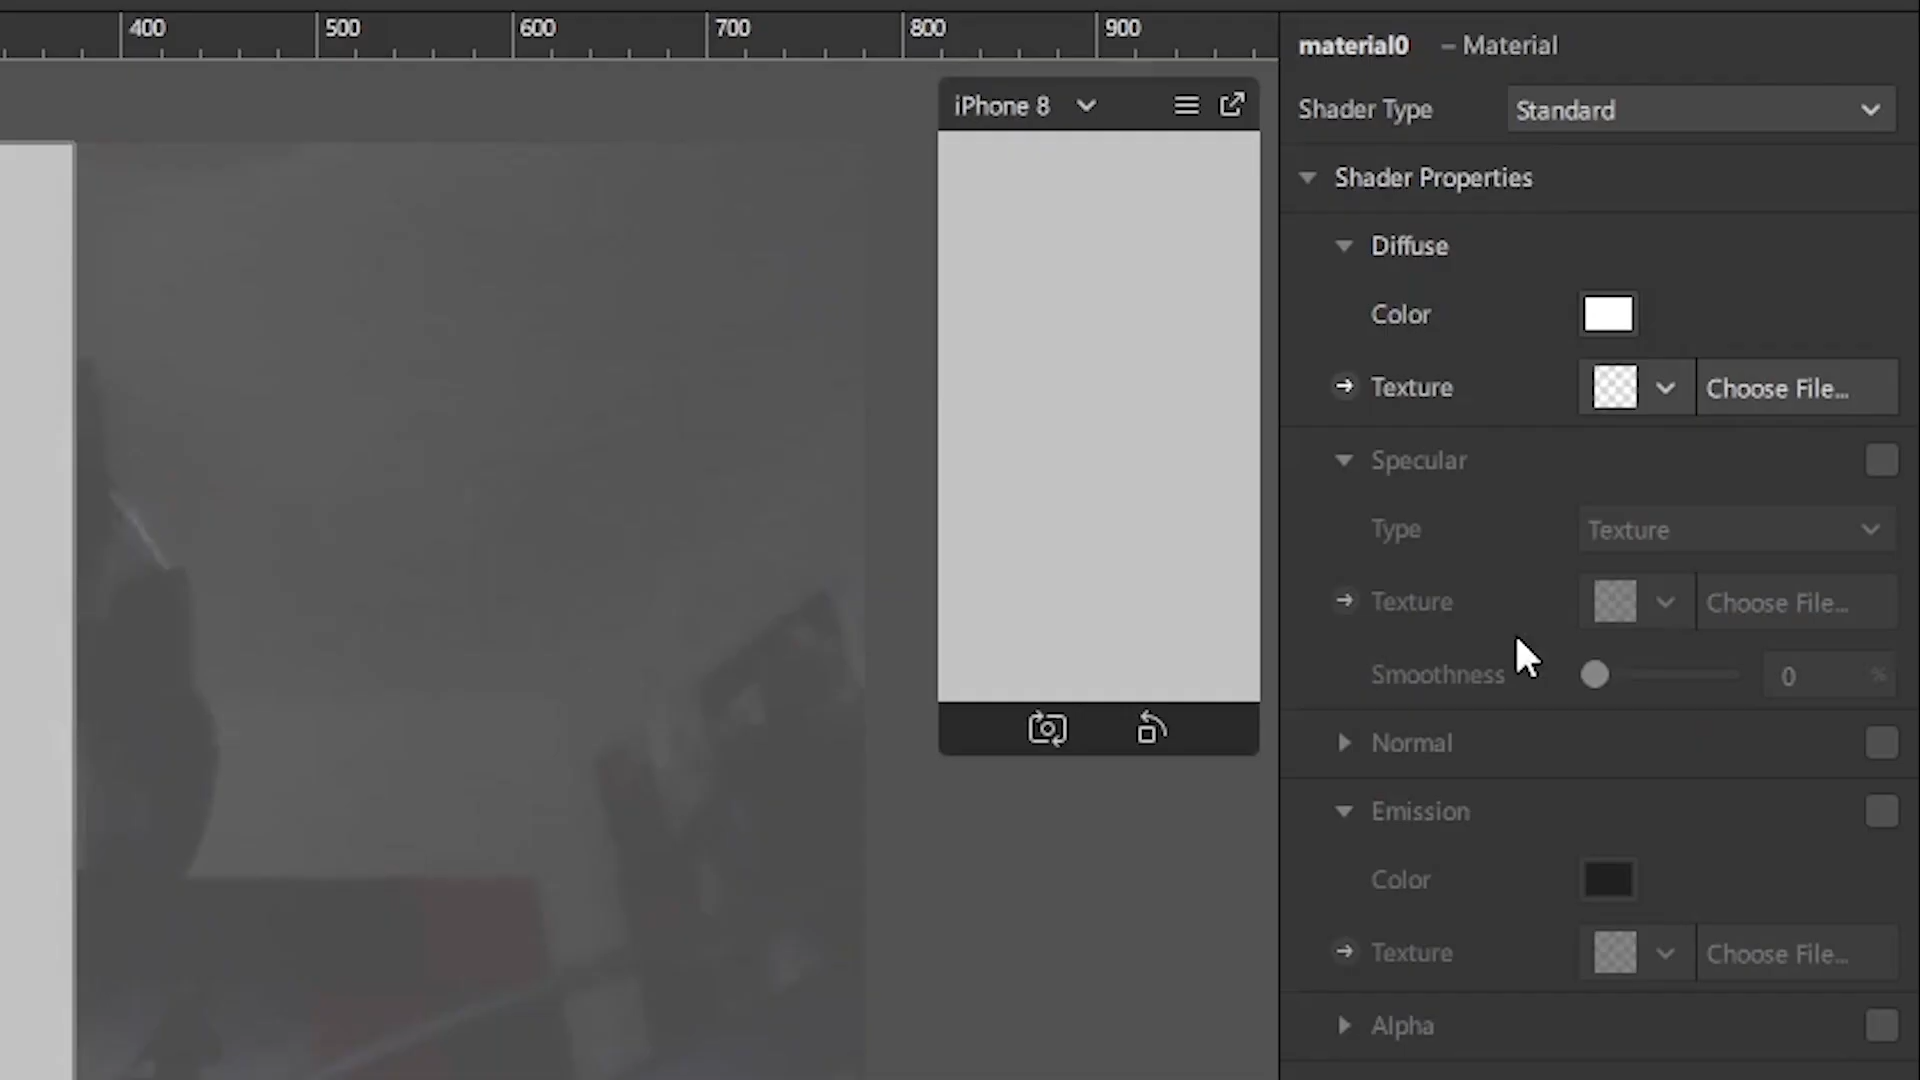 400 500 600 700 800 900
iPhone 8
material0 – Material
Shader Type Standard
Shader Properties
Diffuse
Color
Texture Choose File...
Specular
Type Texture
Texture Choose File...
Smoothness 0 %
Normal
Emission
Color
Texture Choose File...
Alpha